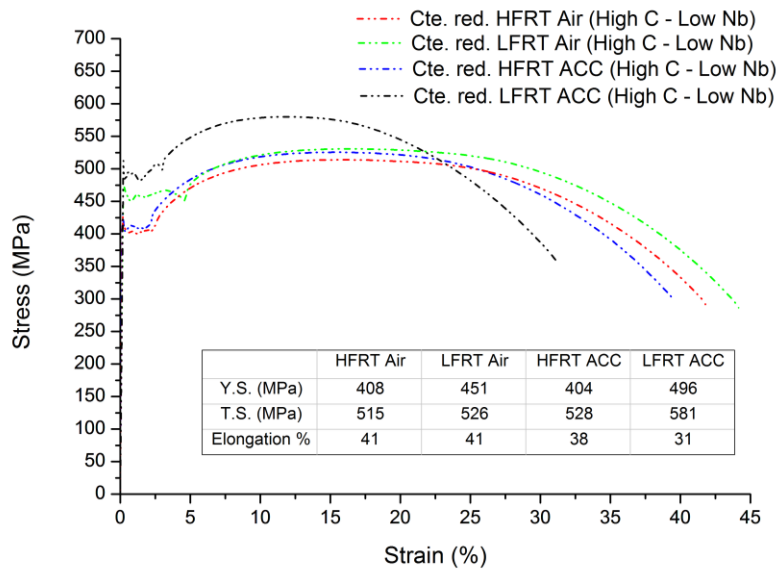 Cte. red. HFRT Air (High C - Low Nb)
Cte. red. LFRT Air (High C - Low Nb)
Cte. red. HFRT ACC (High C - Low Nb)
Cte. red. LFRT ACC (High C - Low Nb)
700
650
600
550
500
450
400
350
300
250
200
150
100
50
0
Stress (MPa)
HFRT Air LFRT Air HFRT ACC LFRT ACC
Y.S. (MPa) 408 451 404 496
T.S. (MPa) 515 526 528 581
Elongation % 41 41 38 31
0 5 10 15 20 25 30 35 40 45
Strain (%)